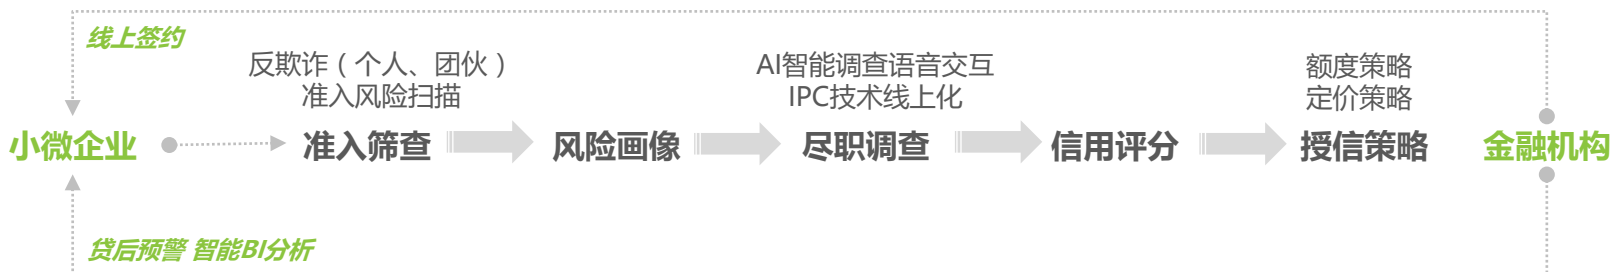 线上签约
反欺诈（个人、团伙）
准入风险扫描
AI智能调查语音交互
IPC技术线上化
额度策略
定价策略
小微企业
准入筛查
风险画像
尽职调查
信用评分
授信策略
金融机构
贷后预警 智能BI分析